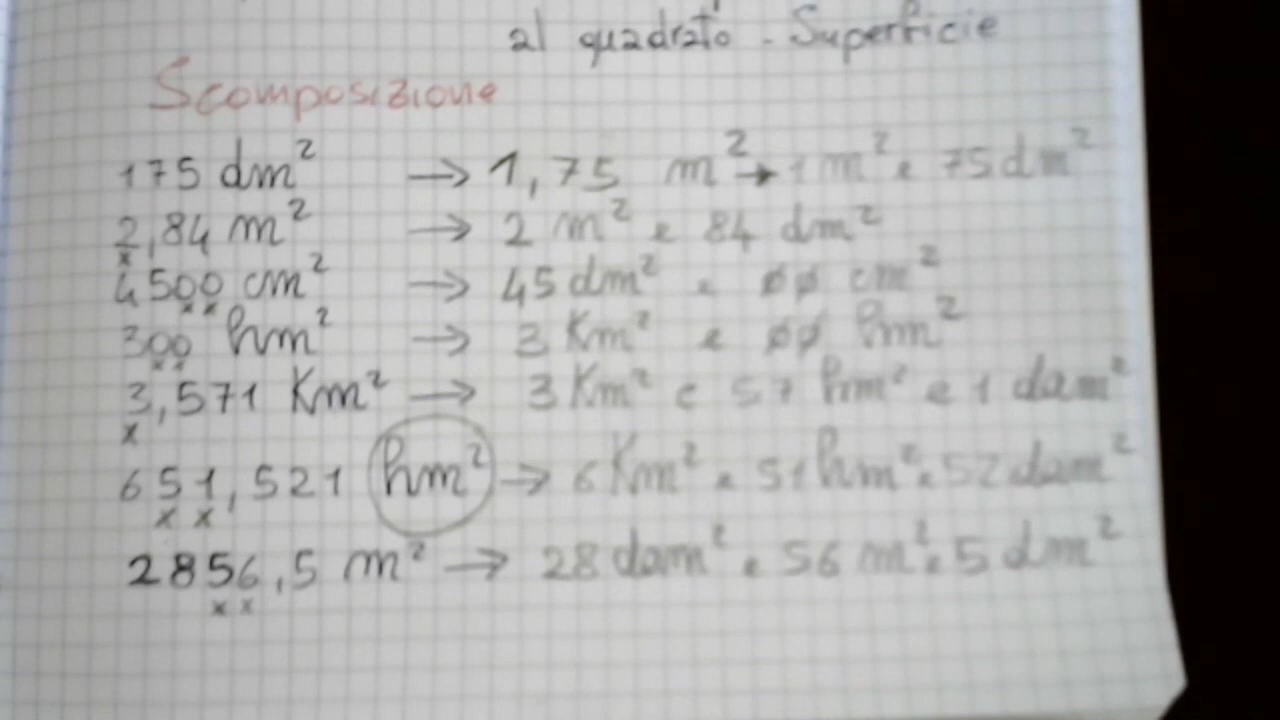 al quadrato - Superficie
Scomposizione
175 dm² → 1,75 m² → 1 m² e 75 dm²
2,84 m² → 2 m² e 84 dm²
x
4500 cm² → 45 dm² e 00 cm²
x x
300 hm² → 3 Km² e 00 hm²
x x
3,571 Km² → 3 Km² e 57 hm² e 1 dam²
x
651,521 hm² → 6 Km² e 51 hm² e 52 dam²
x x
2856,5 m² → 28 dam² e 56 m² e 5 dm²
x x